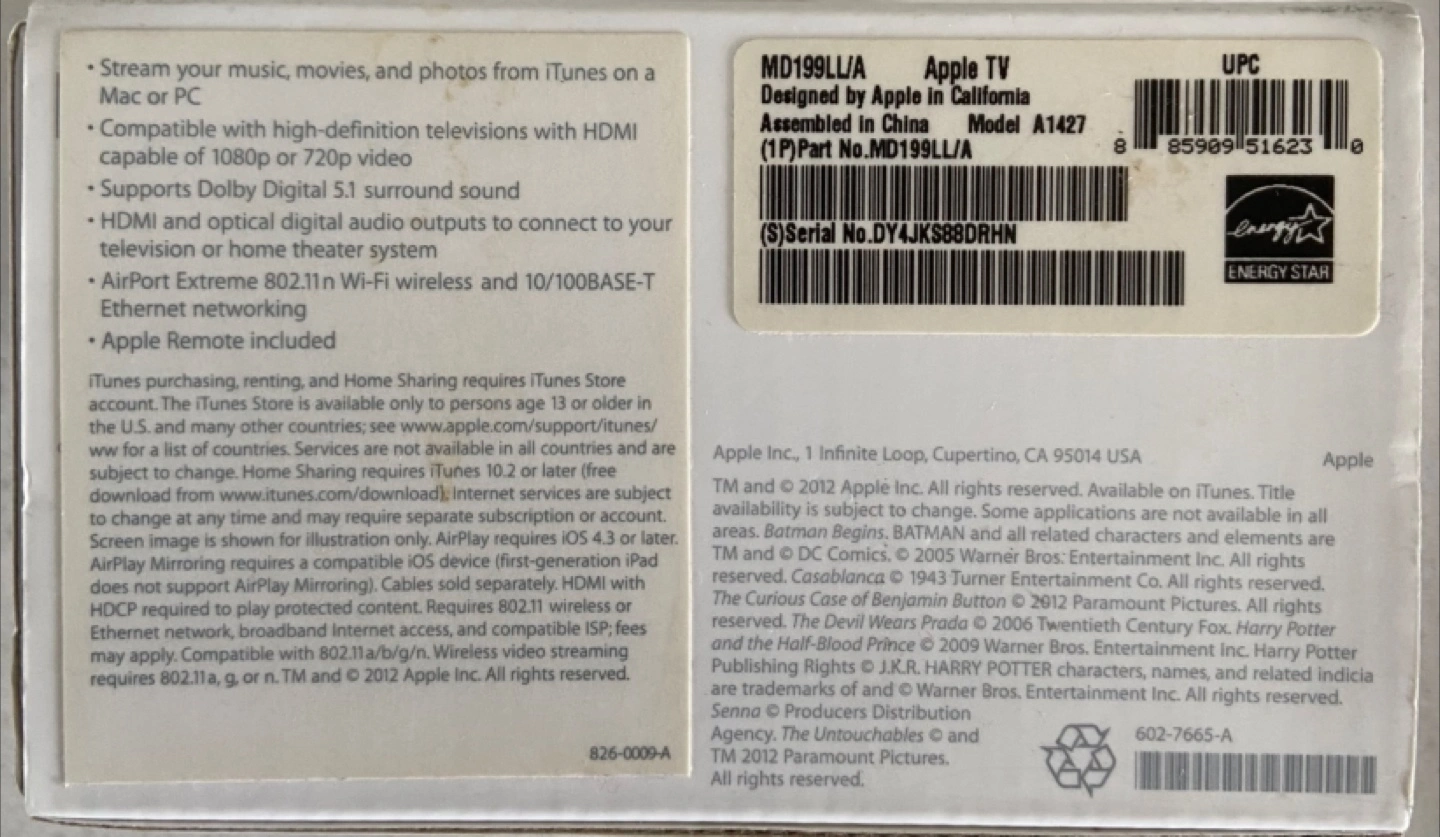 • Stream your music, movies, and photos from iTunes on a
Mac or PC
• Compatible with high-definition televisions with HDMI
capable of 1080p or 720p video
• Supports Dolby Digital 5.1 surround sound
• HDMI and optical digital audio outputs to connect to your
television or home theater system
• AirPort Extreme 802.11n Wi-Fi wireless and 10/100BASE-T
Ethernet networking
• Apple Remote included
iTunes purchasing, renting, and Home Sharing requires iTunes Store
account. The iTunes Store is available only to persons age 13 or older in
the U.S. and many other countries; see www.apple.com/support/itunes/
ww for a list of countries. Services are not available in all countries and are
subject to change. Home Sharing requires iTunes 10.2 or later (free
download from www.itunes.com/download). Internet services are subject
to change at any time and may require separate subscription or account.
Screen image is shown for illustration only. AirPlay requires iOS 4.3 or later.
AirPlay Mirroring requires a compatible iOS device (first-generation iPad
does not support AirPlay Mirroring). Cables sold separately. HDMI with
HDCP required to play protected content. Requires 802.11 wireless or
Ethernet network, broadband Internet access, and compatible ISP; fees
may apply. Compatible with 802.11a/b/g/n. Wireless video streaming
requires 802.11a, g, or n. TM and © 2012 Apple Inc. All rights reserved.
826-0009-A
MD199LL/A Apple TV
Designed by Apple in California
Assembled in China Model A1427
(1P)Part No.MD199LL/A
(S)Serial No.DY4JKS88DRHN
UPC
8 85909 51623 0
energy
ENERGY STAR
Apple Inc., 1 Infinite Loop, Cupertino, CA 95014 USA Apple
TM and © 2012 Apple Inc. All rights reserved. Available on iTunes. Title
availability is subject to change. Some applications are not available in all
areas. Batman Begins. BATMAN and all related characters and elements are
TM and © DC Comics. © 2005 Warner Bros. Entertainment Inc. All rights
reserved. Casablanca © 1943 Turner Entertainment Co. All rights reserved.
The Curious Case of Benjamin Button © 2012 Paramount Pictures. All rights
reserved. The Devil Wears Prada © 2006 Twentieth Century Fox. Harry Potter
and the Half-Blood Prince © 2009 Warner Bros. Entertainment Inc. Harry Potter
Publishing Rights © J.K.R. HARRY POTTER characters, names, and related indicia
are trademarks of and © Warner Bros. Entertainment Inc. All rights reserved.
Senna © Producers Distribution
Agency. The Untouchables © and
TM 2012 Paramount Pictures.
All rights reserved.
602-7665-A